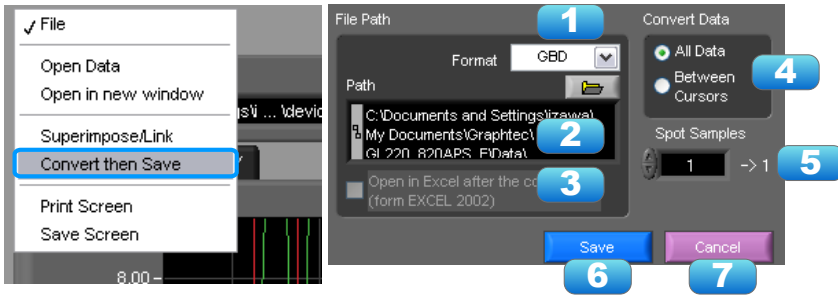 ✓ File
Open Data
Open in new window
gs\i ... \devic
Superimpose/Link
Convert then Save
Print Screen
Save Screen
8.00
File Path
1
Format GBD
Path
C:\Documents and Settings\izawa\
My Documents\Graphtec\
2
GL220_820APS_E\Data\
Open in Excel after the co
3
(form EXCEL 2002)
Convert Data
All Data
Between
Cursors
4
Spot Samples
1 -> 1
5
Save
Cancel
6
7